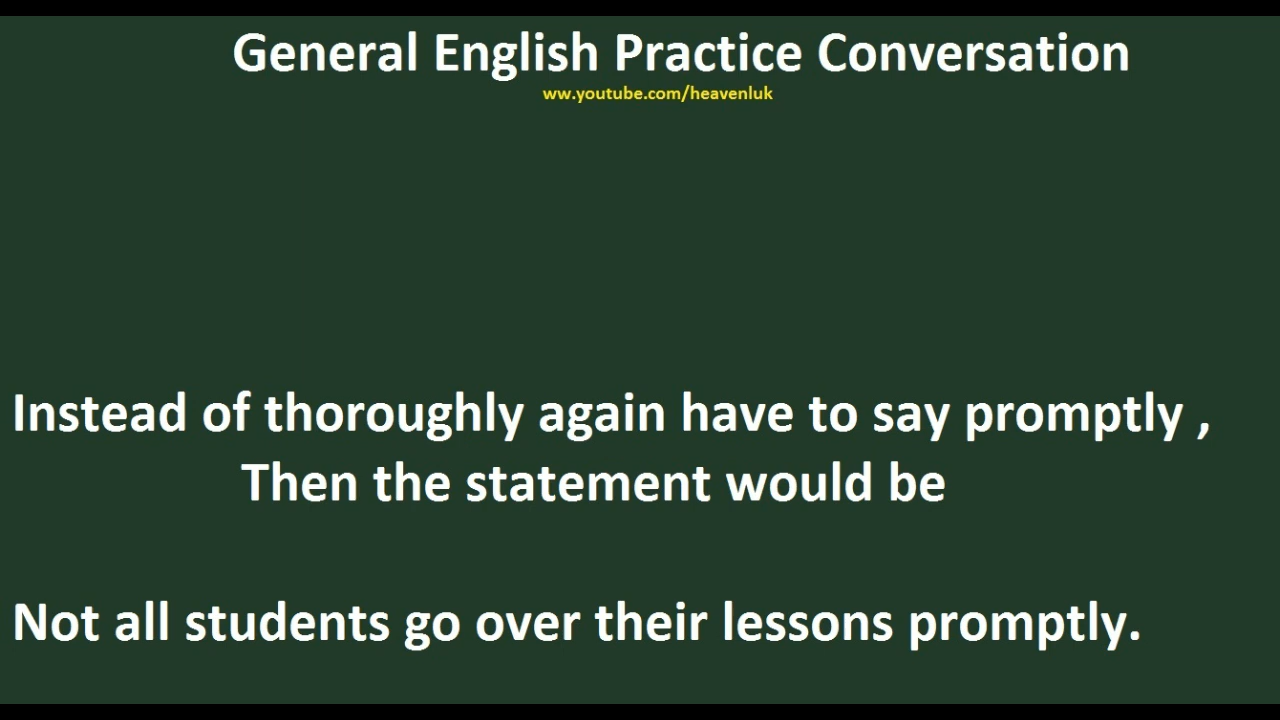 General English Practice Conversation
ww.youtube.com/heavenluk
Instead of thoroughly again have to say promptly ,
Then the statement would be
Not all students go over their lessons promptly.